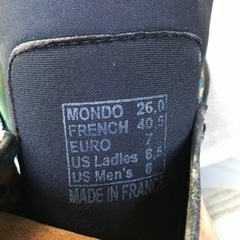 MONDO 26,0
FRENCH 40,5
EURO 7
US Ladies 8,5
US Men's 8
MADE IN FRANCE